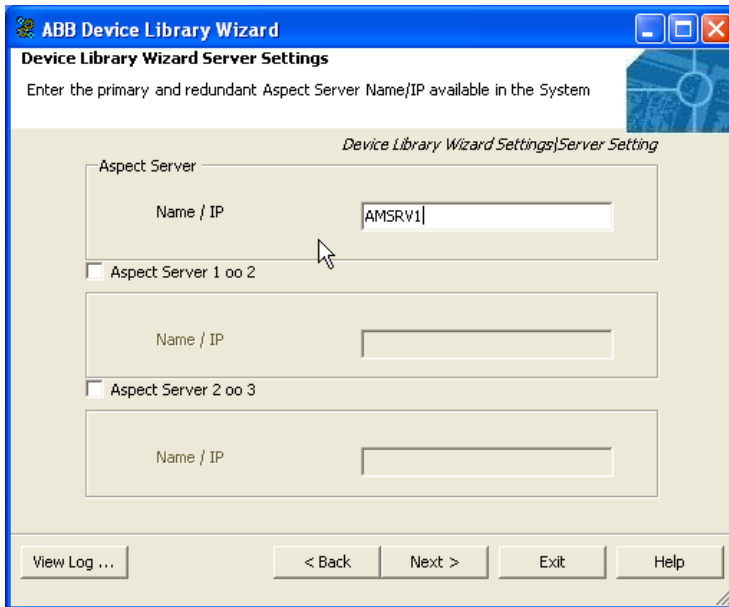 ABB Device Library Wizard
Device Library Wizard Server Settings
Enter the primary and redundant Aspect Server Name/IP available in the System
Device Library Wizard Settings|Server Setting
Aspect Server
Name / IP
AMSRV1
Aspect Server 1 oo 2
Name / IP
Aspect Server 2 oo 3
Name / IP
View Log ...
< Back
Next >
Exit
Help